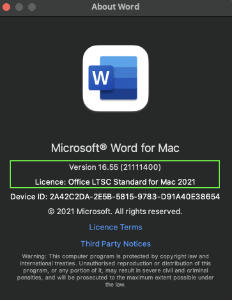 About Word
W
Microsoft® Word for Mac
Version 16.55 (21111400)
Licence: Office LTSC Standard for Mac 2021
Device ID: 2A42C2DA-2E5B-5815-9783-D91A40E38654
© 2021 Microsoft. All rights reserved.
Licence Terms
Third Party Notices
Warning: This computer program is protected by copyright law and
international treaties. Unauthorised reproduction or distribution of this
program, or any portion of it, may result in severe civil and criminal
penalties, and will be prosecuted to the maximum extent possible under
the law.